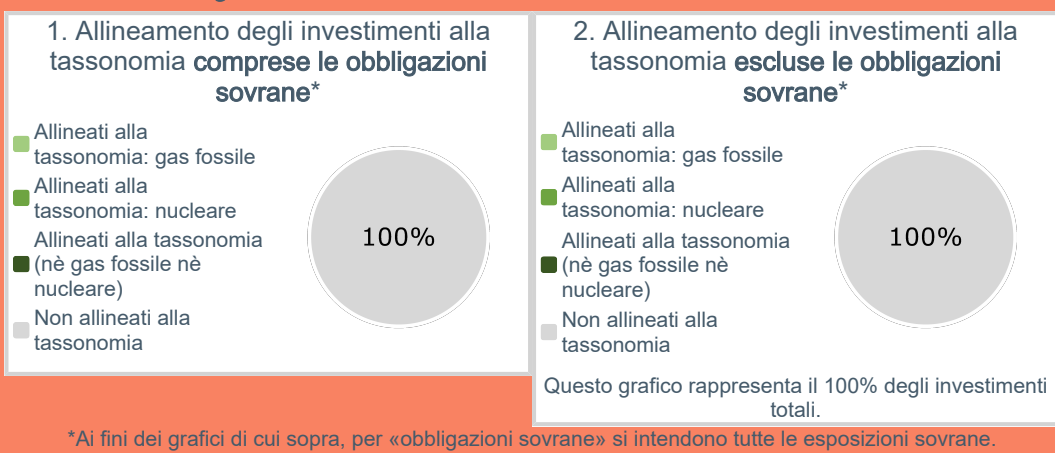 1. Allineamento degli investimenti alla
tassonomia comprese le obbligazioni
sovrane*
Allineati alla
tassonomia: gas fossile
Allineati alla
tassonomia: nucleare
Allineati alla tassonomia
(nè gas fossile nè
nucleare)
Non allineati alla
tassonomia
100%
2. Allineamento degli investimenti alla
tassonomia escluse le obbligazioni
sovrane*
Allineati alla
tassonomia: gas fossile
Allineati alla
tassonomia: nucleare
Allineati alla tassonomia
(nè gas fossile nè
nucleare)
Non allineati alla
tassonomia
100%
Questo grafico rappresenta il 100% degli investimenti
totali.
*Ai fini dei grafici di cui sopra, per «obbligazioni sovrane» si intendono tutte le esposizioni sovrane.